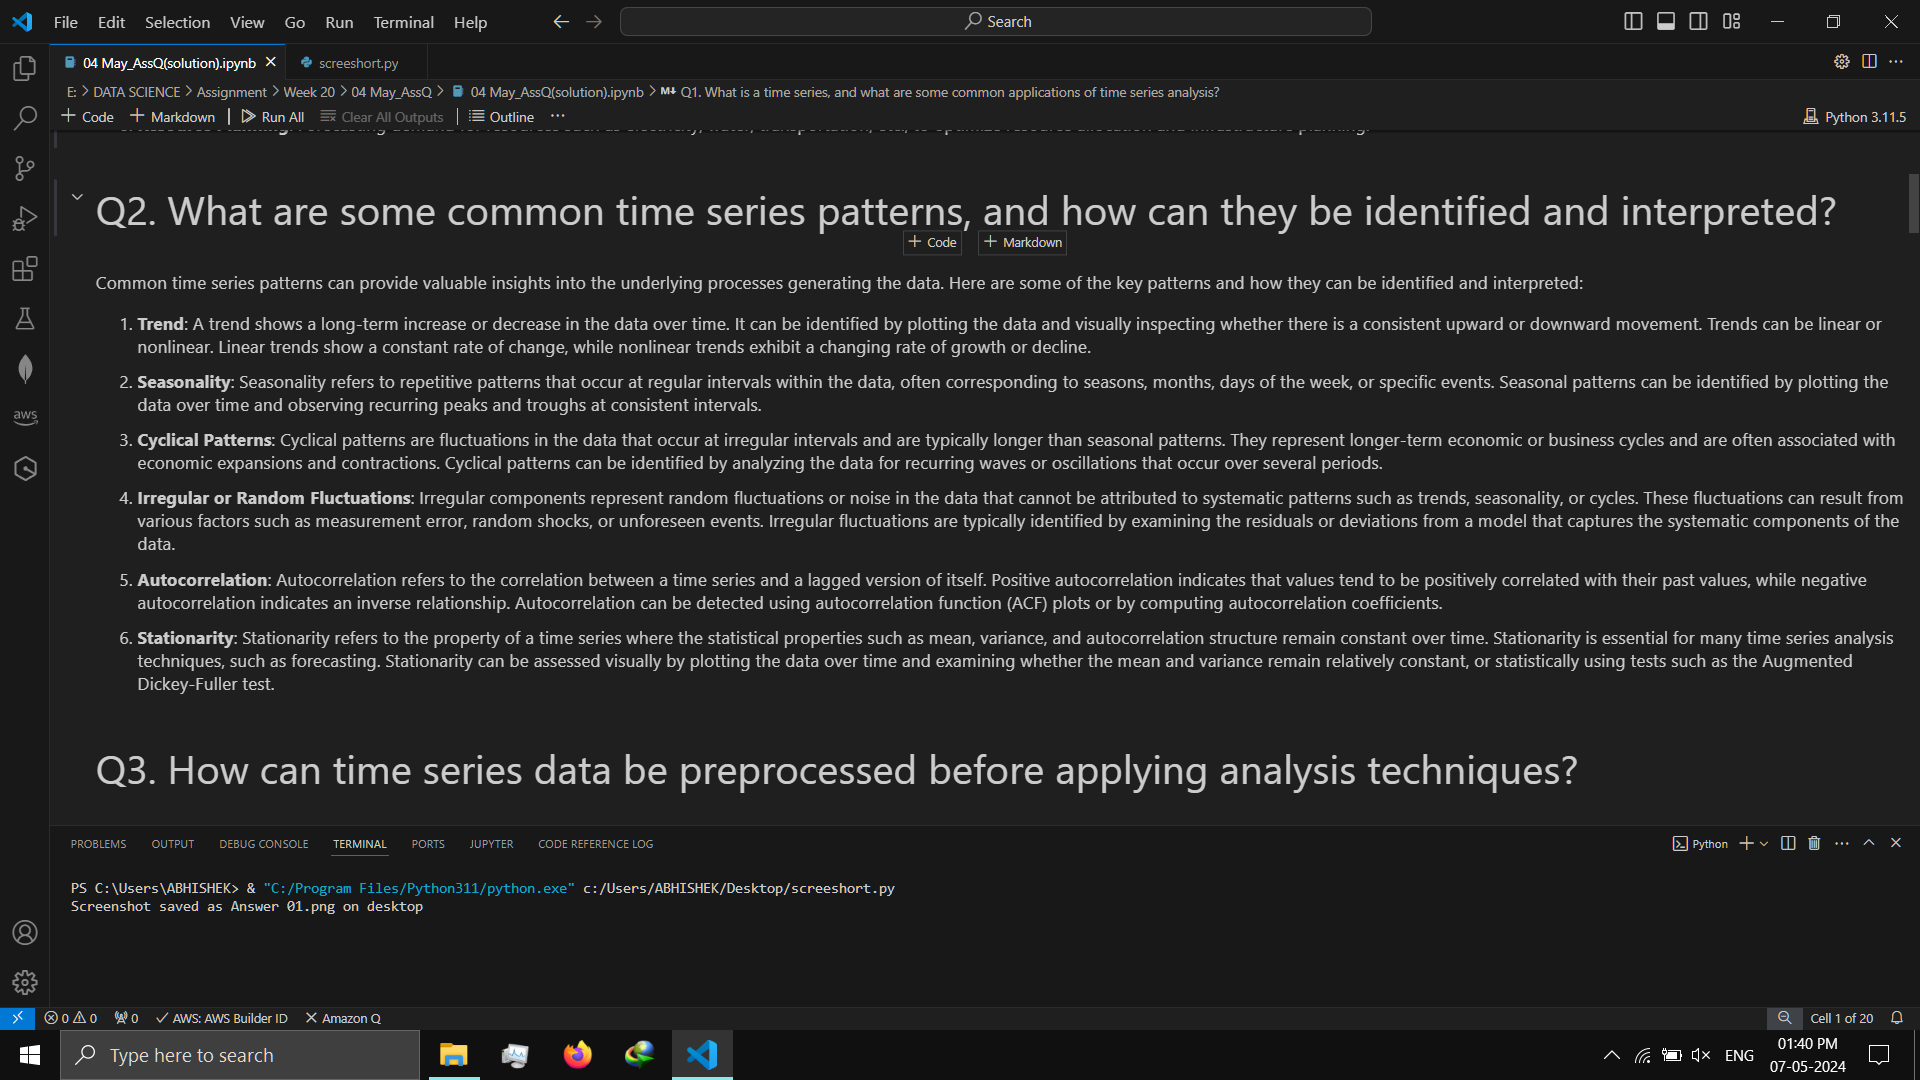 File Edit Selection View Go Run Terminal Help
Search
04 May_AssQ(solution).ipynb
screeshort.py
E: > DATA SCIENCE > Assignment > Week 20 > 04 May_AssQ > 04 May_AssQ(solution).ipynb > M↓ Q1. What is a time series, and what are some common applications of time series analysis?
+ Code + Markdown | Run All Clear All Outputs | Outline ...
Python 3.11.5
Q2. What are some common time series patterns, and how can they be identified and interpreted?
+ Code + Markdown
Common time series patterns can provide valuable insights into the underlying processes generating the data. Here are some of the key patterns and how they can be identified and interpreted:
1. Trend: A trend shows a long-term increase or decrease in the data over time. It can be identified by plotting the data and visually inspecting whether there is a consistent upward or downward movement. Trends can be linear or
nonlinear. Linear trends show a constant rate of change, while nonlinear trends exhibit a changing rate of growth or decline.
2. Seasonality: Seasonality refers to repetitive patterns that occur at regular intervals within the data, often corresponding to seasons, months, days of the week, or specific events. Seasonal patterns can be identified by plotting the
data over time and observing recurring peaks and troughs at consistent intervals.
3. Cyclical Patterns: Cyclical patterns are fluctuations in the data that occur at irregular intervals and are typically longer than seasonal patterns. They represent longer-term economic or business cycles and are often associated with
economic expansions and contractions. Cyclical patterns can be identified by analyzing the data for recurring waves or oscillations that occur over several periods.
4. Irregular or Random Fluctuations: Irregular components represent random fluctuations or noise in the data that cannot be attributed to systematic patterns such as trends, seasonality, or cycles. These fluctuations can result from
various factors such as measurement error, random shocks, or unforeseen events. Irregular fluctuations are typically identified by examining the residuals or deviations from a model that captures the systematic components of the
data.
5. Autocorrelation: Autocorrelation refers to the correlation between a time series and a lagged version of itself. Positive autocorrelation indicates that values tend to be positively correlated with their past values, while negative
autocorrelation indicates an inverse relationship. Autocorrelation can be detected using autocorrelation function (ACF) plots or by computing autocorrelation coefficients.
6. Stationarity: Stationarity refers to the property of a time series where the statistical properties such as mean, variance, and autocorrelation structure remain constant over time. Stationarity is essential for many time series analysis
techniques, such as forecasting. Stationarity can be assessed visually by plotting the data over time and examining whether the mean and variance remain relatively constant, or statistically using tests such as the Augmented
Dickey-Fuller test.
Q3. How can time series data be preprocessed before applying analysis techniques?
PROBLEMS OUTPUT DEBUG CONSOLE TERMINAL PORTS JUPYTER CODE REFERENCE LOG
Python
PS C:\Users\ABHISHEK> & "C:/Program Files/Python311/python.exe" c:/Users/ABHISHEK/Desktop/screeshort.py
Screenshot saved as Answer 01.png on desktop
aws
0 0 0 AWS: AWS Builder ID Amazon Q
Cell 1 of 20
Type here to search
ENG
01:40 PM
07-05-2024